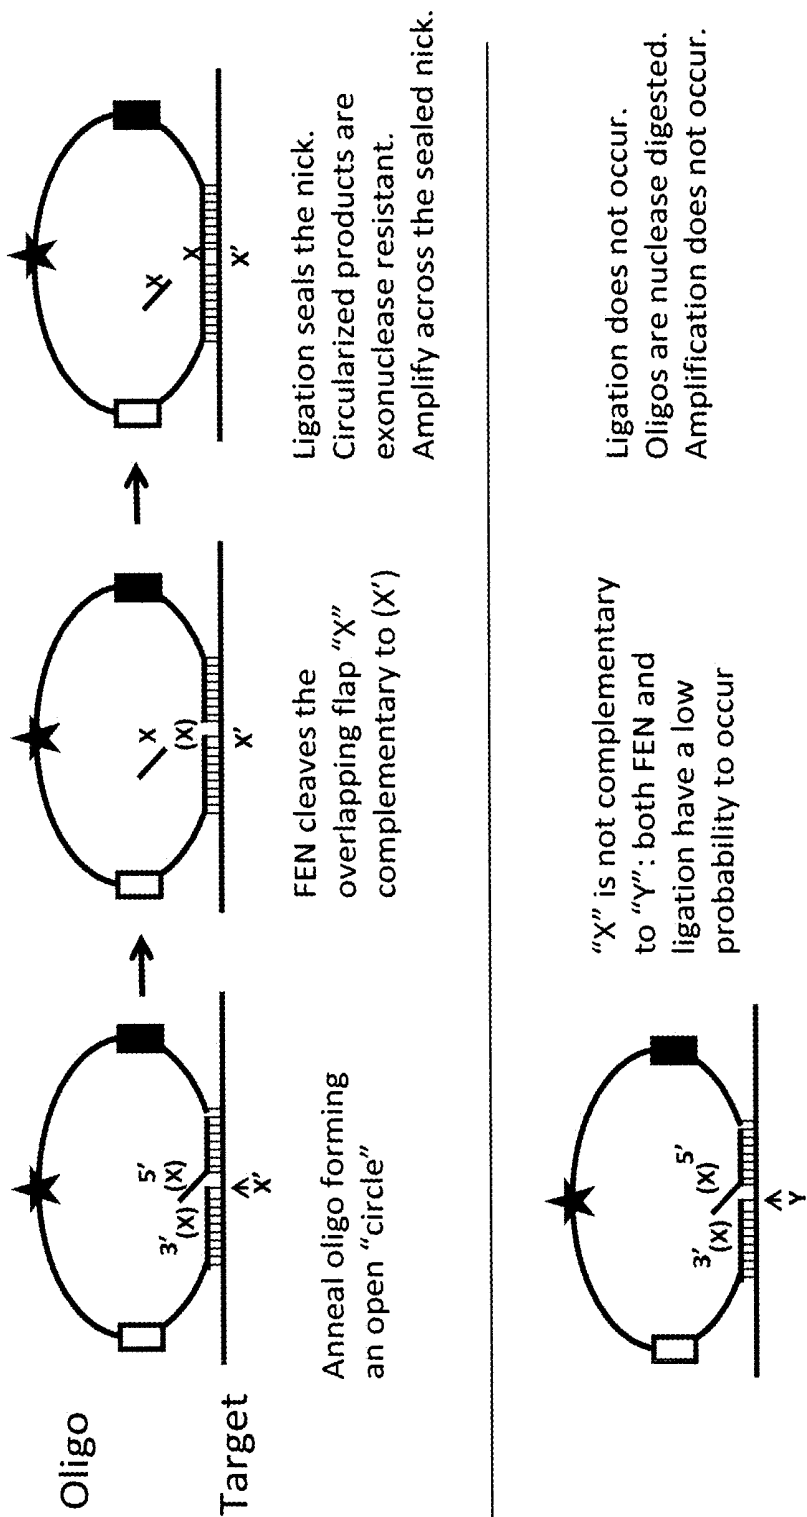 Oligo
Target
3'
(X)
5'
(X)
X'
Anneal oligo forming
an open “circle”
X
(X)
X'
FEN cleaves the
overlapping flap “X”
complementary to (X')
X
X
X'
Ligation seals the nick.
Circularized products are
exonuclease resistant.
Amplify across the sealed nick.
3'
(X)
5'
(X)
Y
“X” is not complementary
to “Y”: both FEN and
ligation have a low
probability to occur
Ligation does not occur.
Oligos are nuclease digested.
Amplification does not occur.